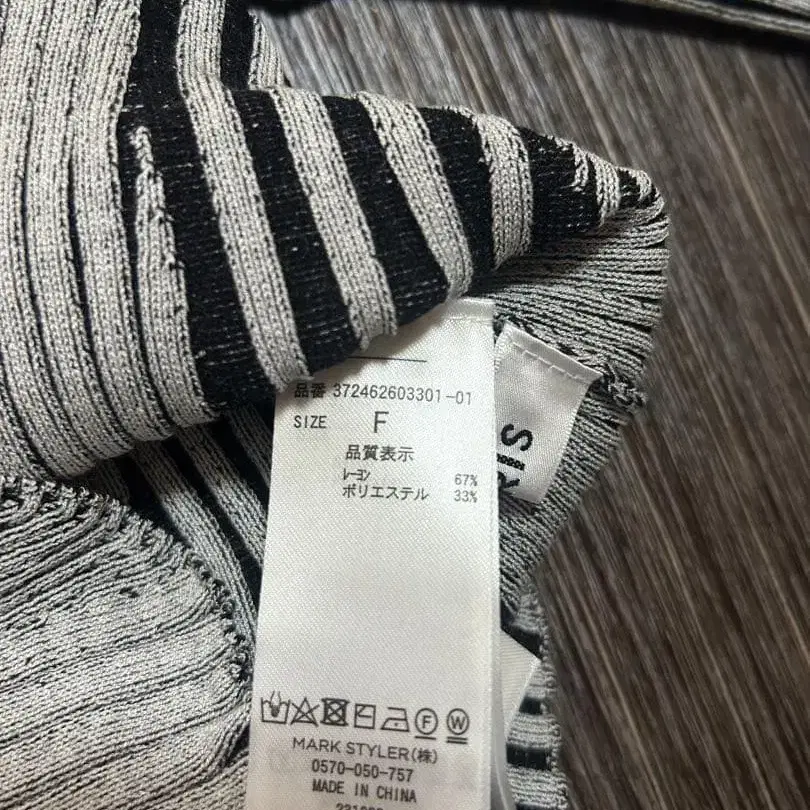 品番 372462603301-01
SIZE F
品質表示
レーヨン 67%
ポリエステル 33%
F W
MARK STYLER(株)
0570-050-757
MADE IN CHINA
RIS